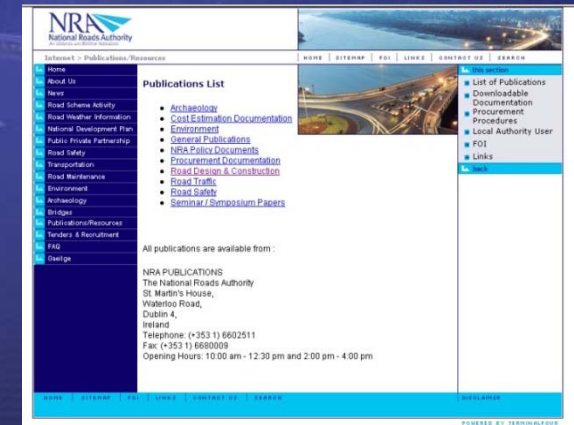 NRA
National Roads Authority
An tÚdarás um Bóithre Náisiúnta
Internet > Publications/Resources
HOME | SITEMAP | FOI | LINKS | CONTACT US | SEARCH
Home
About Us
News
Road Scheme Activity
Road Weather Information
National Development Plan
Public Private Partnership
Road Safety
Transportation
Road Maintenance
Environment
Archaeology
Bridges
Publications/Resources
Tenders & Recruitment
FAQ
Gaeilge
Publications List
Archaeology
Cost Estimation Documentation
Environment
General Publications
NRA Policy Documents
Procurement Documentation
Road Design & Construction
Road Traffic
Road Safety
Seminar / Symposium Papers
All publications are available from :
NRA PUBLICATIONS
The National Roads Authority
St. Martin's House,
Waterloo Road,
Dublin 4,
Ireland
Telephone: (+353 1) 6602511
Fax: (+353 1) 6680009
Opening Hours: 10:00 am - 12:30 pm and 2:00 pm - 4:00 pm
this section
List of Publications
Downloadable
Documentation
Procurement
Procedures
Local Authority User
FOI
Links
back
HOME | SITEMAP | FOI | LINKS | CONTACT US | SEARCH
DISCLAIMER
POWERED BY TERMINALFOUR